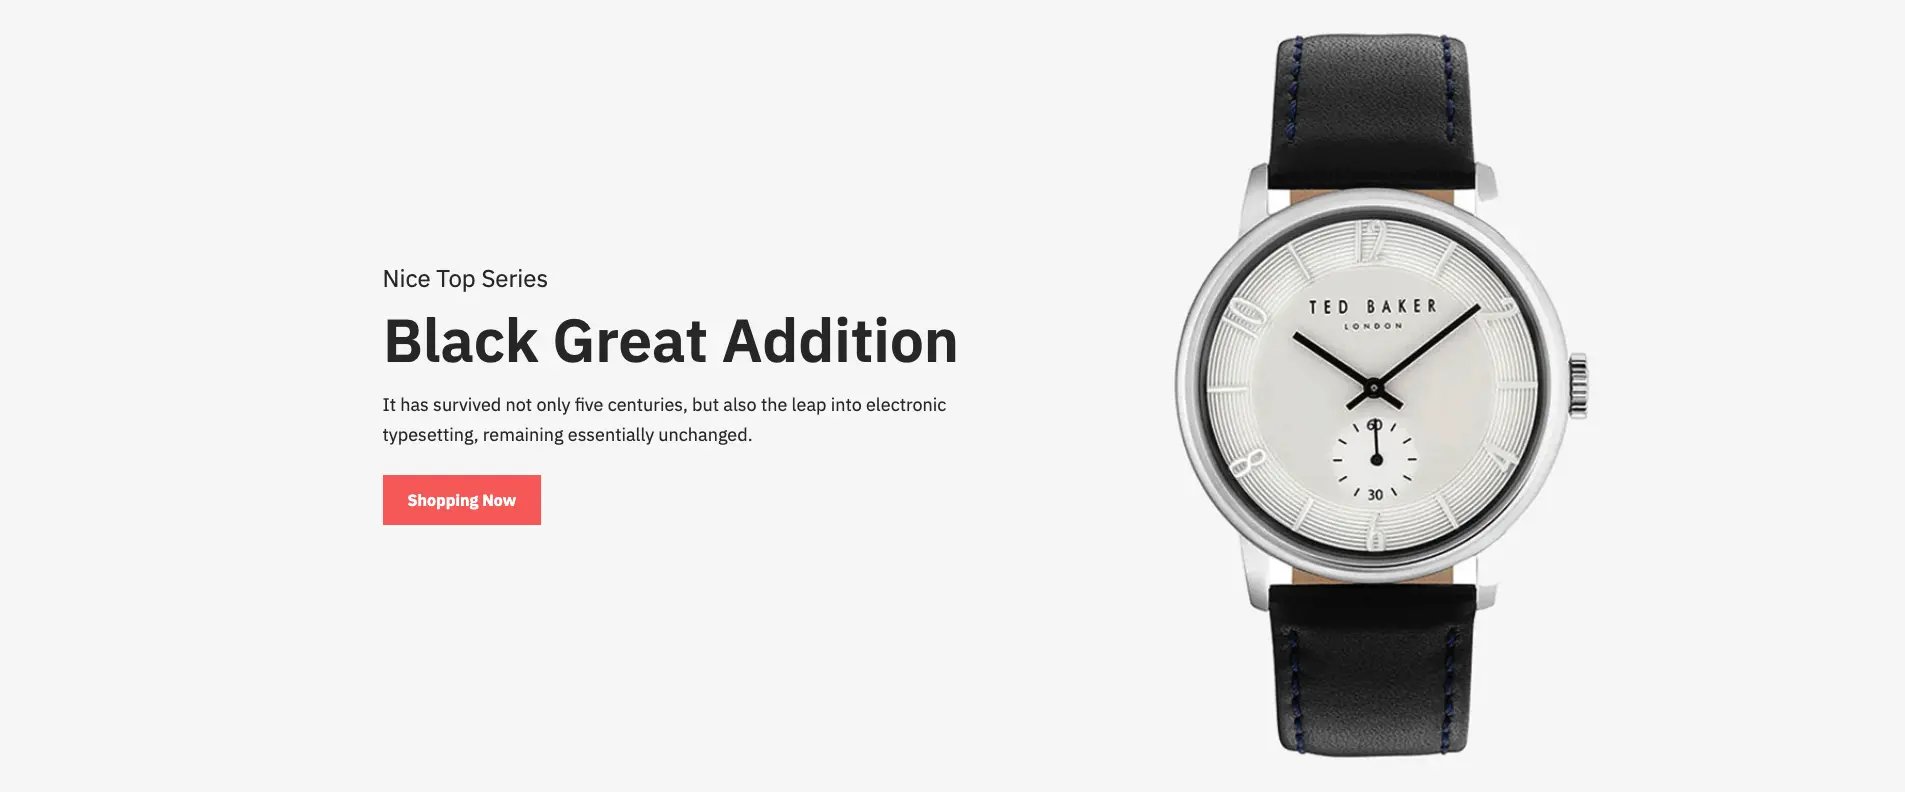 Nice Top Series
Black Great Addition
It has survived not only five centuries, but also the leap into electronic
typesetting, remaining essentially unchanged.
Shopping Now
12
TED BAKER
LONDON
10
2
60
8
4
30
6